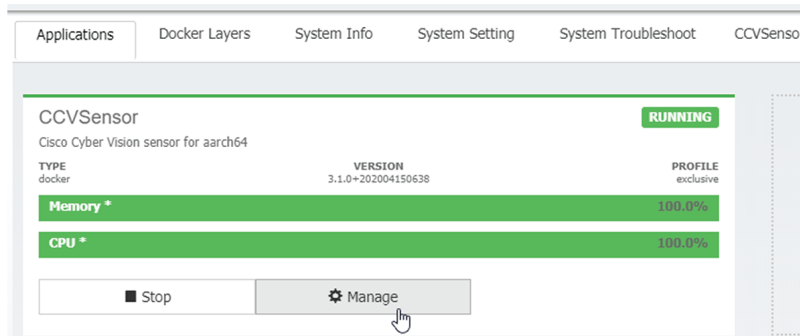 Applications Docker Layers System Info System Setting System Troubleshoot CCVSenso
CCVSensor RUNNING
Cisco Cyber Vision sensor for aarch64
TYPE VERSION PROFILE
docker 3.1.0+202004150638 exclusive
Memory * 100.0%
CPU * 100.0%
Stop Manage